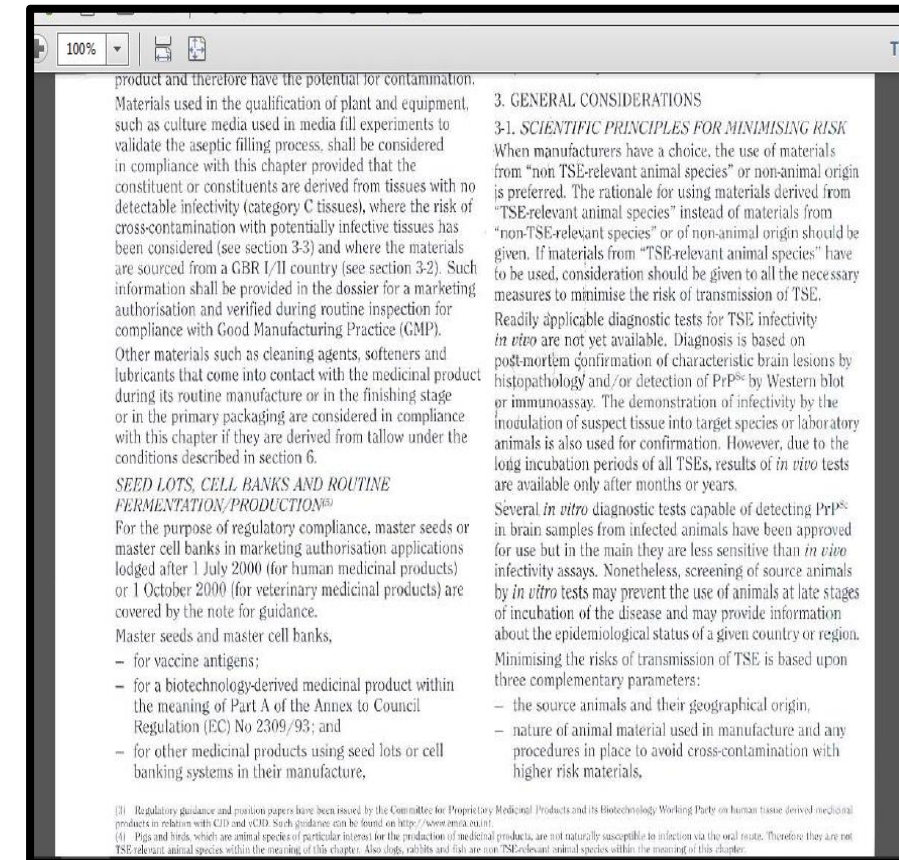 100%
T
product and therefore have the potential for contamination.
Materials used in the qualification of plant and equipment,
such as culture media used in media fill experiments to
validate the aseptic filling process, shall be considered
in compliance with this chapter provided that the
constituent or constituents are derived from tissues with no
detectable infectivity (category C tissues), where the risk of
cross-contamination with potentially infective tissues has
been considered (see section 3-3) and where the materials
are sourced from a GBR I/II country (see section 3-2). Such
information shall be provided in the dossier for a marketing
authorisation and verified during routine inspection for
compliance with Good Manufacturing Practice (GMP).
Other materials such as cleaning agents, softeners and
lubricants that come into contact with the medicinal product
during its routine manufacture or in the finishing stage
or in the primary packaging are considered in compliance
with this chapter if they are derived from tallow under the
conditions described in section 6.
SEED LOTS, CELL BANKS AND ROUTINE
FERMENTATION/PRODUCTION(5)
For the purpose of regulatory compliance, master seeds or
master cell banks in marketing authorisation applications
lodged after 1 July 2000 (for human medicinal products)
or 1 October 2000 (for veterinary medicinal products) are
covered by the note for guidance.
Master seeds and master cell banks,
– for vaccine antigens;
– for a biotechnology-derived medicinal product within
the meaning of Part A of the Annex to Council
Regulation (EC) No 2309/93; and
– for other medicinal products using seed lots or cell
banking systems in their manufacture,
3. GENERAL CONSIDERATIONS
3-1. SCIENTIFIC PRINCIPLES FOR MINIMISING RISK
When manufacturers have a choice, the use of materials
from “non TSE-relevant animal species” or non-animal origin
is preferred. The rationale for using materials derived from
“TSE-relevant animal species” instead of materials from
“non-TSE-relevant species” or of non-animal origin should be
given. If materials from “TSE-relevant animal species” have
to be used, consideration should be given to all the necessary
measures to minimise the risk of transmission of TSE.
Readily applicable diagnostic tests for TSE infectivity
in vivo are not yet available. Diagnosis is based on
post-mortem confirmation of characteristic brain lesions by
histopathology and/or detection of PrPSc by Western blot
or immunoassay. The demonstration of infectivity by the
inoculation of suspect tissue into target species or laboratory
animals is also used for confirmation. However, due to the
long incubation periods of all TSEs, results of in vivo tests
are available only after months or years.
Several in vitro diagnostic tests capable of detecting PrPSc
in brain samples from infected animals have been approved
for use but in the main they are less sensitive than in vivo
infectivity assays. Nonetheless, screening of source animals
by in vitro tests may prevent the use of animals at late stages
of incubation of the disease and may provide information
about the epidemiological status of a given country or region.
Minimising the risks of transmission of TSE is based upon
three complementary parameters:
– the source animals and their geographical origin,
– nature of animal material used in manufacture and any
procedures in place to avoid cross-contamination with
higher risk materials,
(3) Regulatory guidance and position papers have been issued by the Committee for Proprietary Medicinal Products and its Biotechnology Working Party on human tissue derived medicinal
products in relation with CJD and vCJD. Such guidance can be found on http://www.emea.eu.int.
(4) Pigs and birds, which are animal species of particular interest for the production of medicinal products, are not naturally susceptible to infection via the oral route. Therefore they are not
TSE-relevant animal species within the meaning of this chapter. Also dogs, rabbits and fish are non TSE-relevant animal species within the meaning of this chapter.